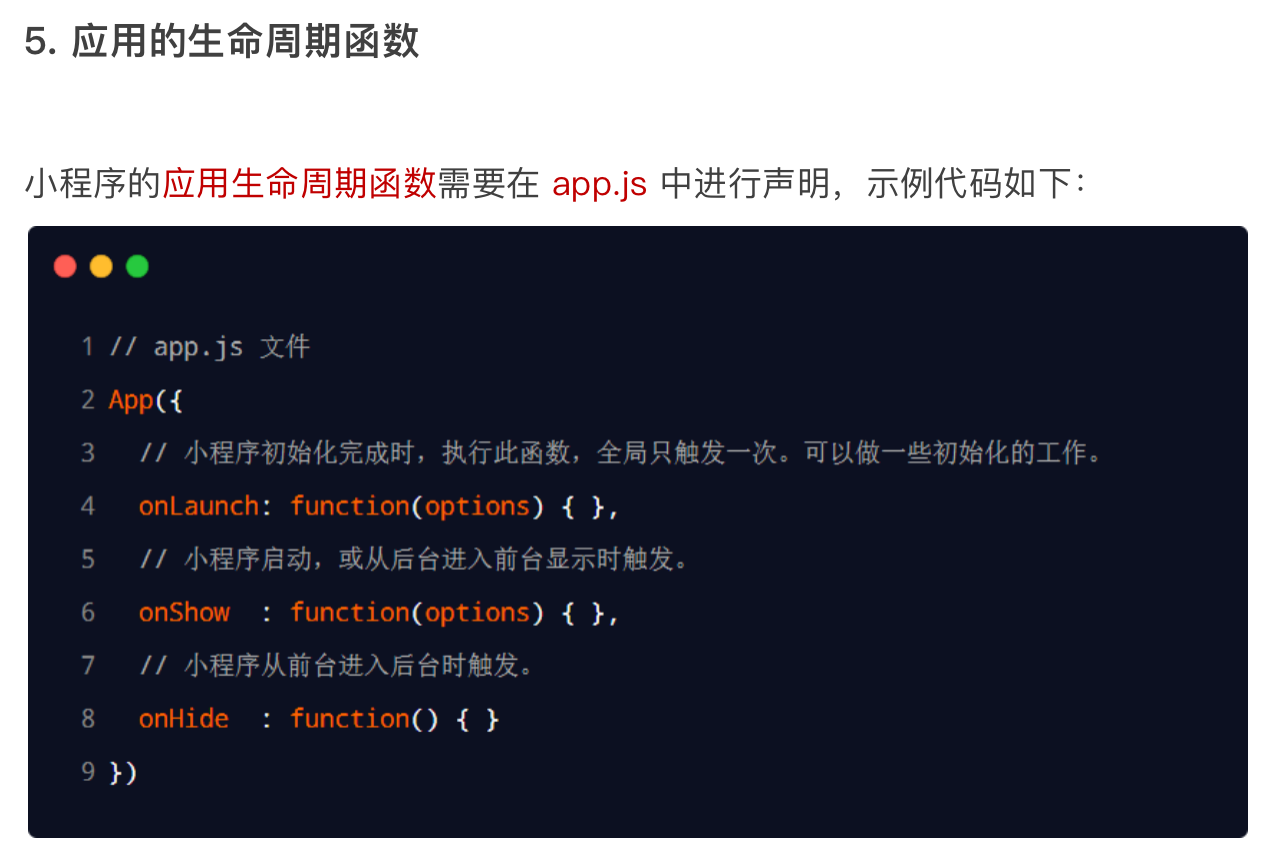 5. 应用的生命周期函数
小程序的应用生命周期函数需要在 app.js 中进行声明，示例代码如下：
1 // app.js 文件
2 App({
3   // 小程序初始化完成时，执行此函数，全局只触发一次。可以做一些初始化的工作。
4   onLaunch: function(options) { },
5   // 小程序启动，或从后台进入前台显示时触发。
6   onShow  : function(options) { },
7   // 小程序从前台进入后台时触发。
8   onHide  : function() { }
9 })